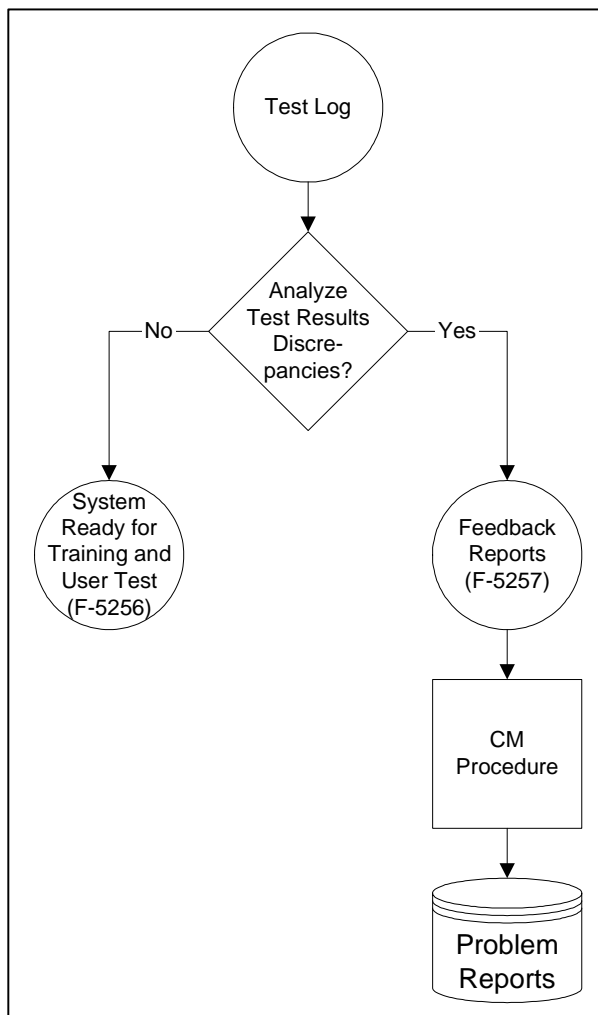 Test Log
Analyze
Test Results
Discre-
pancies?
No
Yes
System
Ready for
Training and
User Test
(F-5256)
Feedback
Reports
(F-5257)
CM
Procedure
Problem
Reports